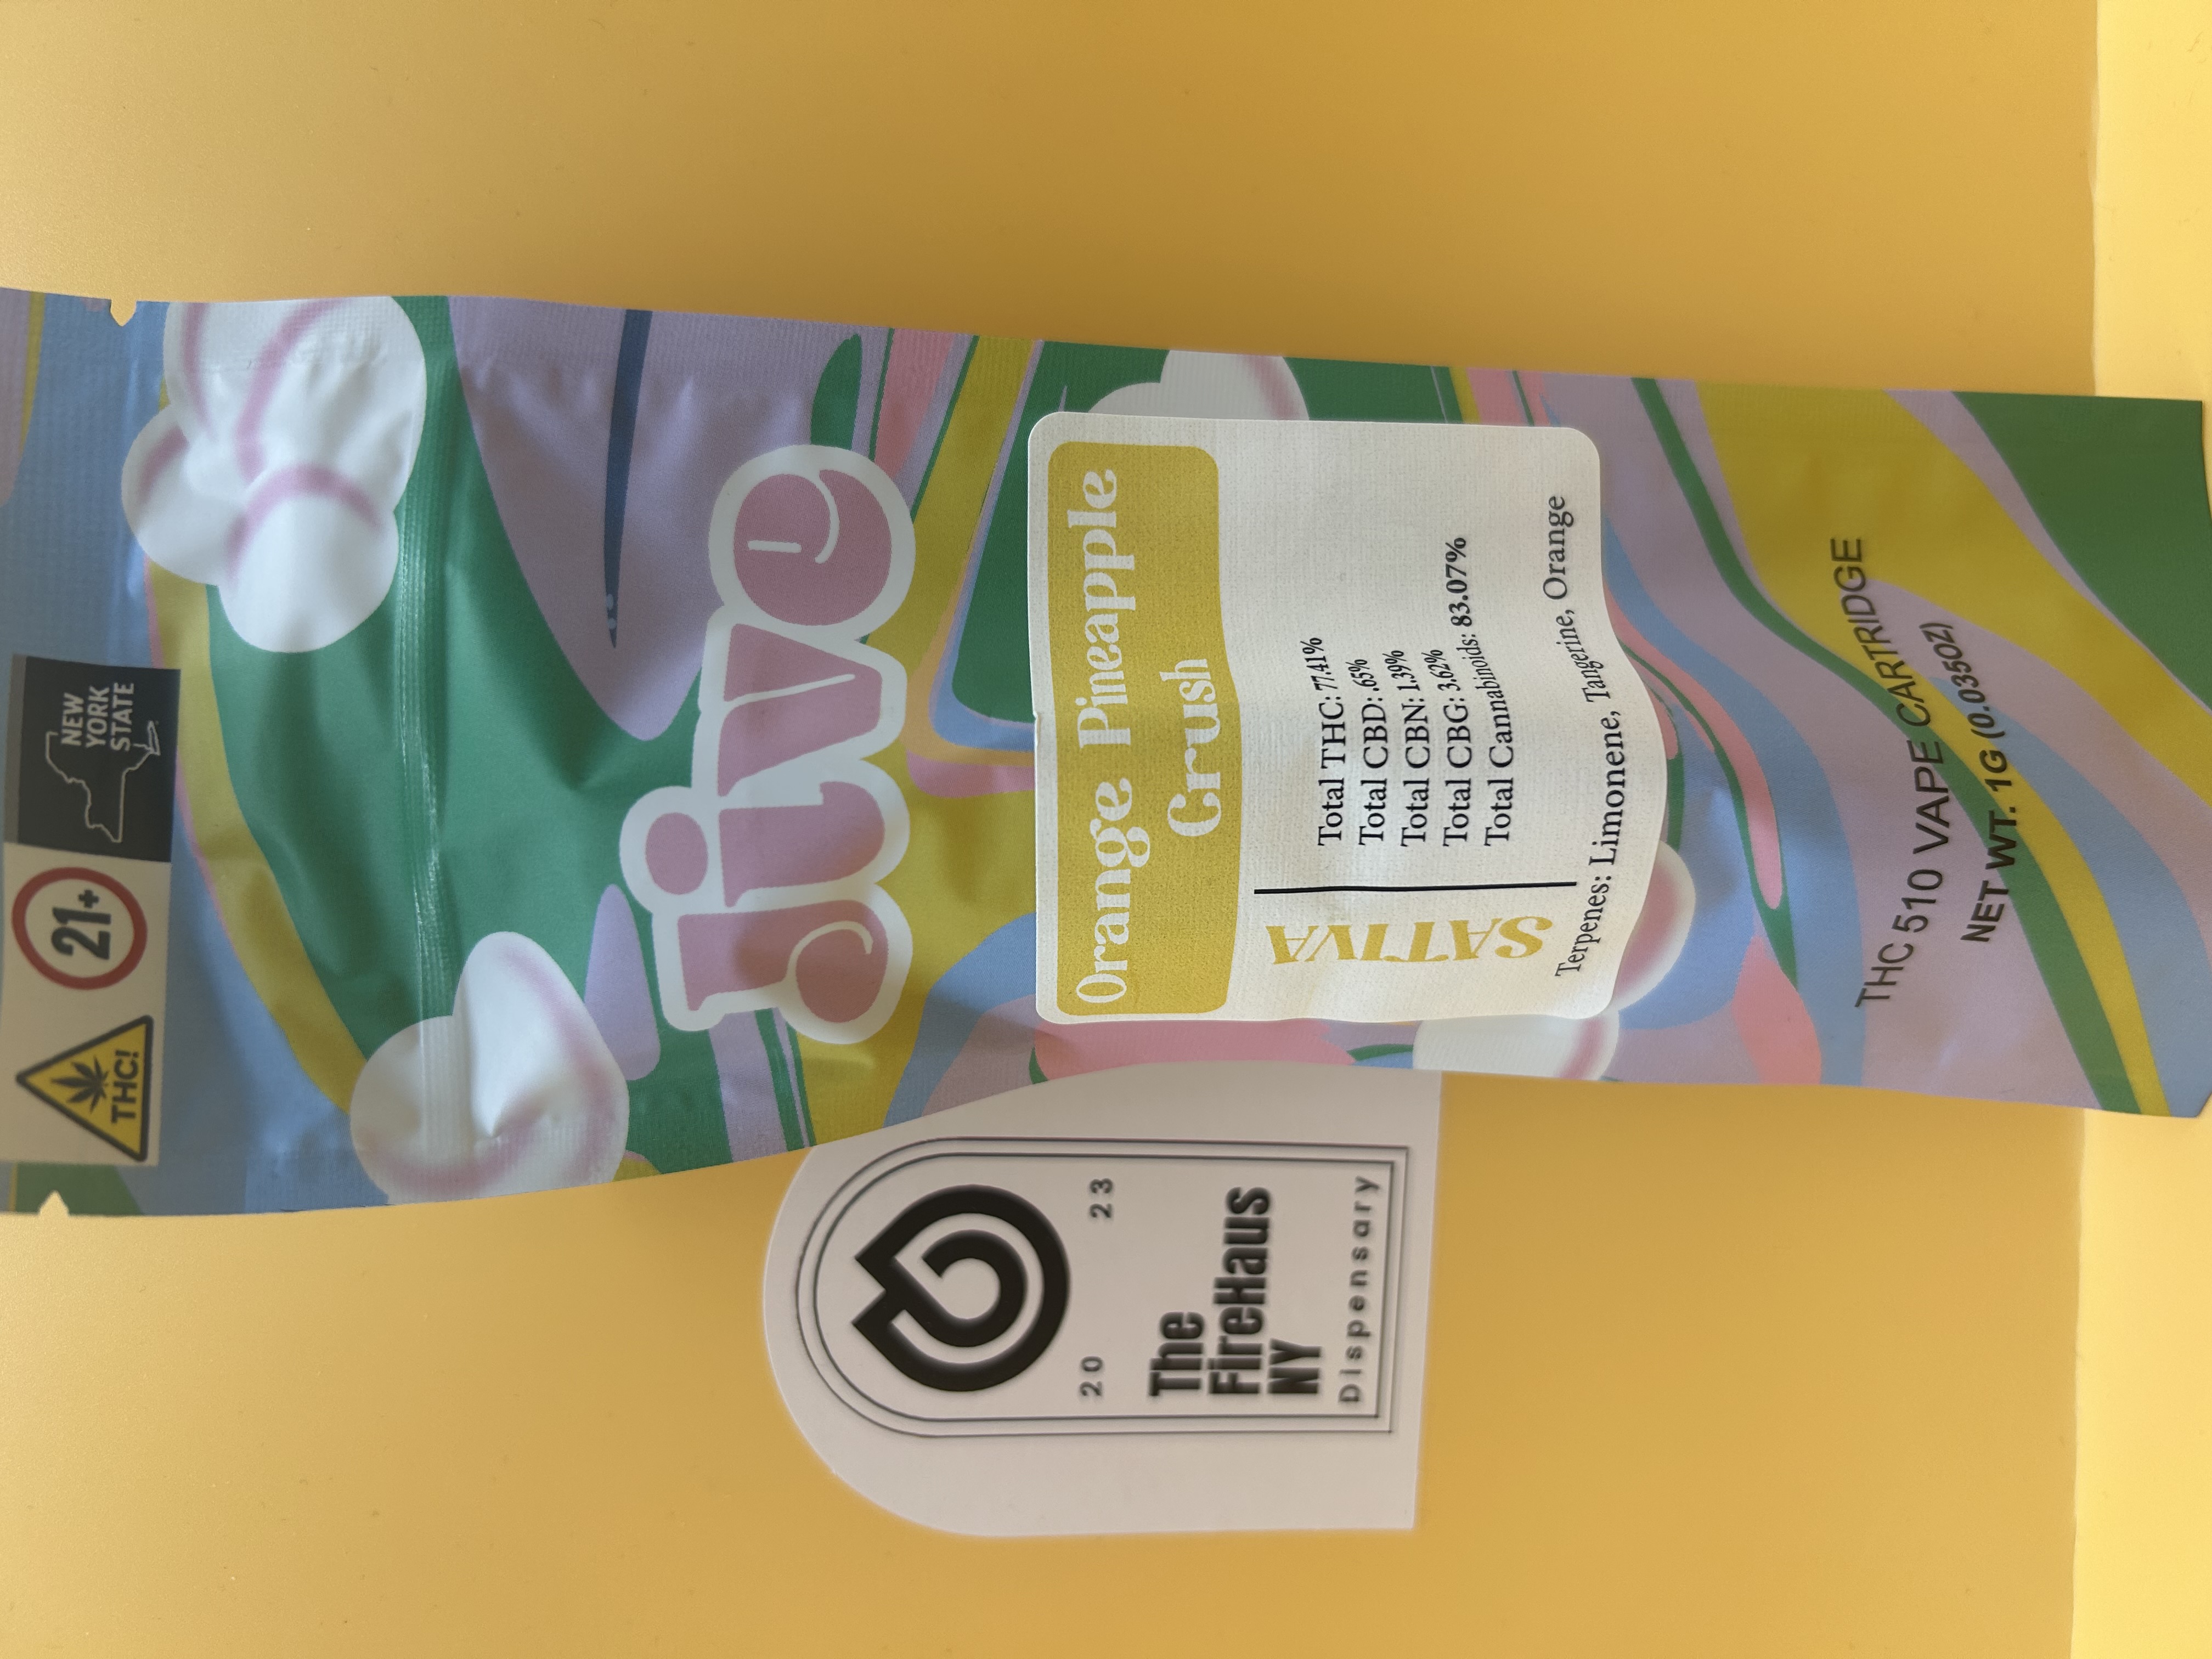 THC!
21+
NEW
YORK
STATE
jive
Orange Pineapple
Crush
SATIVA
Total THC: 77.41%
Total CBD: .65%
Total CBN: 1.39%
Total CBG: 3.62%
Total Cannabinoids: 83.07%
Terpenes: Limonene, Tangerine, Orange
THC 510 VAPE CARTRIDGE
NET WT. 1G (0.035OZ)
20 23
The
FireHaus
NY
Dispensary